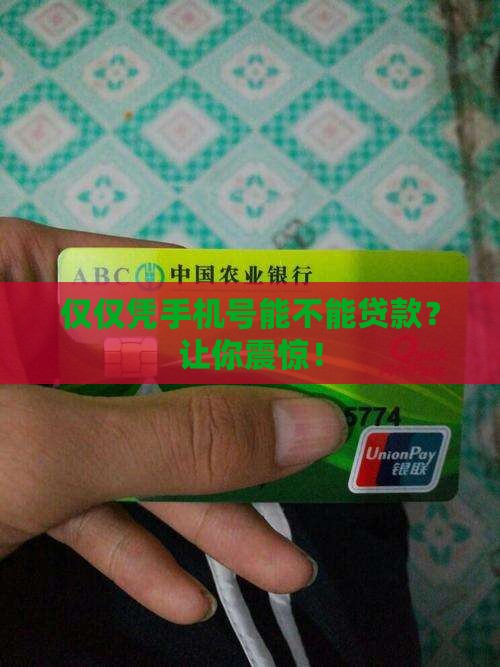 ABC 中国农业银行
仅仅凭手机号能不能贷款？
让你震惊！
5774
UnionPay
银联